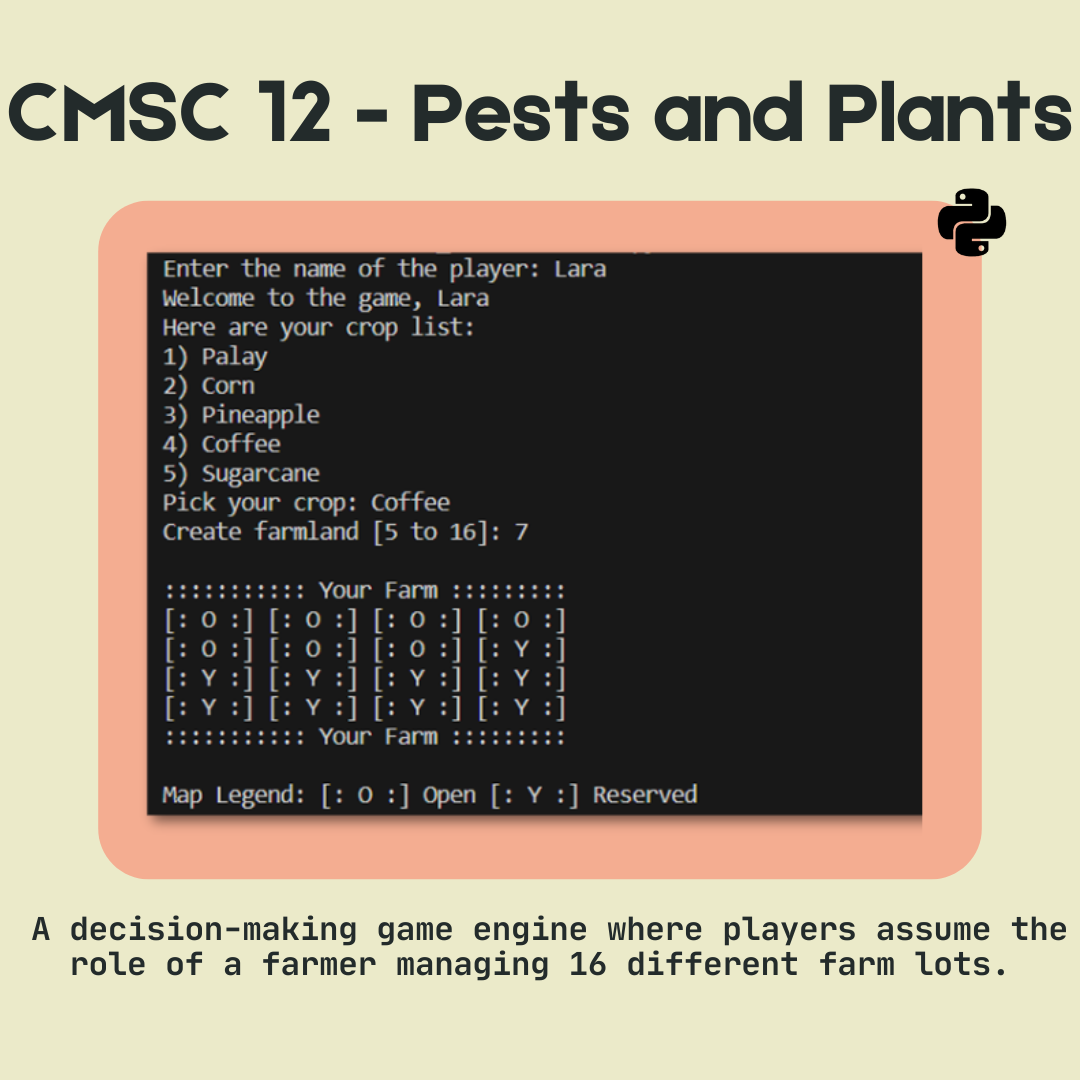 CMSC 12 - Pests and Plants
Enter the name of the player: Lara
Welcome to the game, Lara
Here are your crop list:
1) Palay
2) Corn
3) Pineapple
4) Coffee
5) Sugarcane
Pick your crop: Coffee
Create farmland [5 to 16]: 7
::::::::::: Your Farm :::::::::
[: O :] [: O :] [: O :] [: O :]
[: O :] [: O :] [: O :] [: Y :]
[: Y :] [: Y :] [: Y :] [: Y :]
[: Y :] [: Y :] [: Y :] [: Y :]
::::::::::: Your Farm :::::::::
Map Legend: [: O :] Open [: Y :] Reserved
A decision-making game engine where players assume the
role of a farmer managing 16 different farm lots.